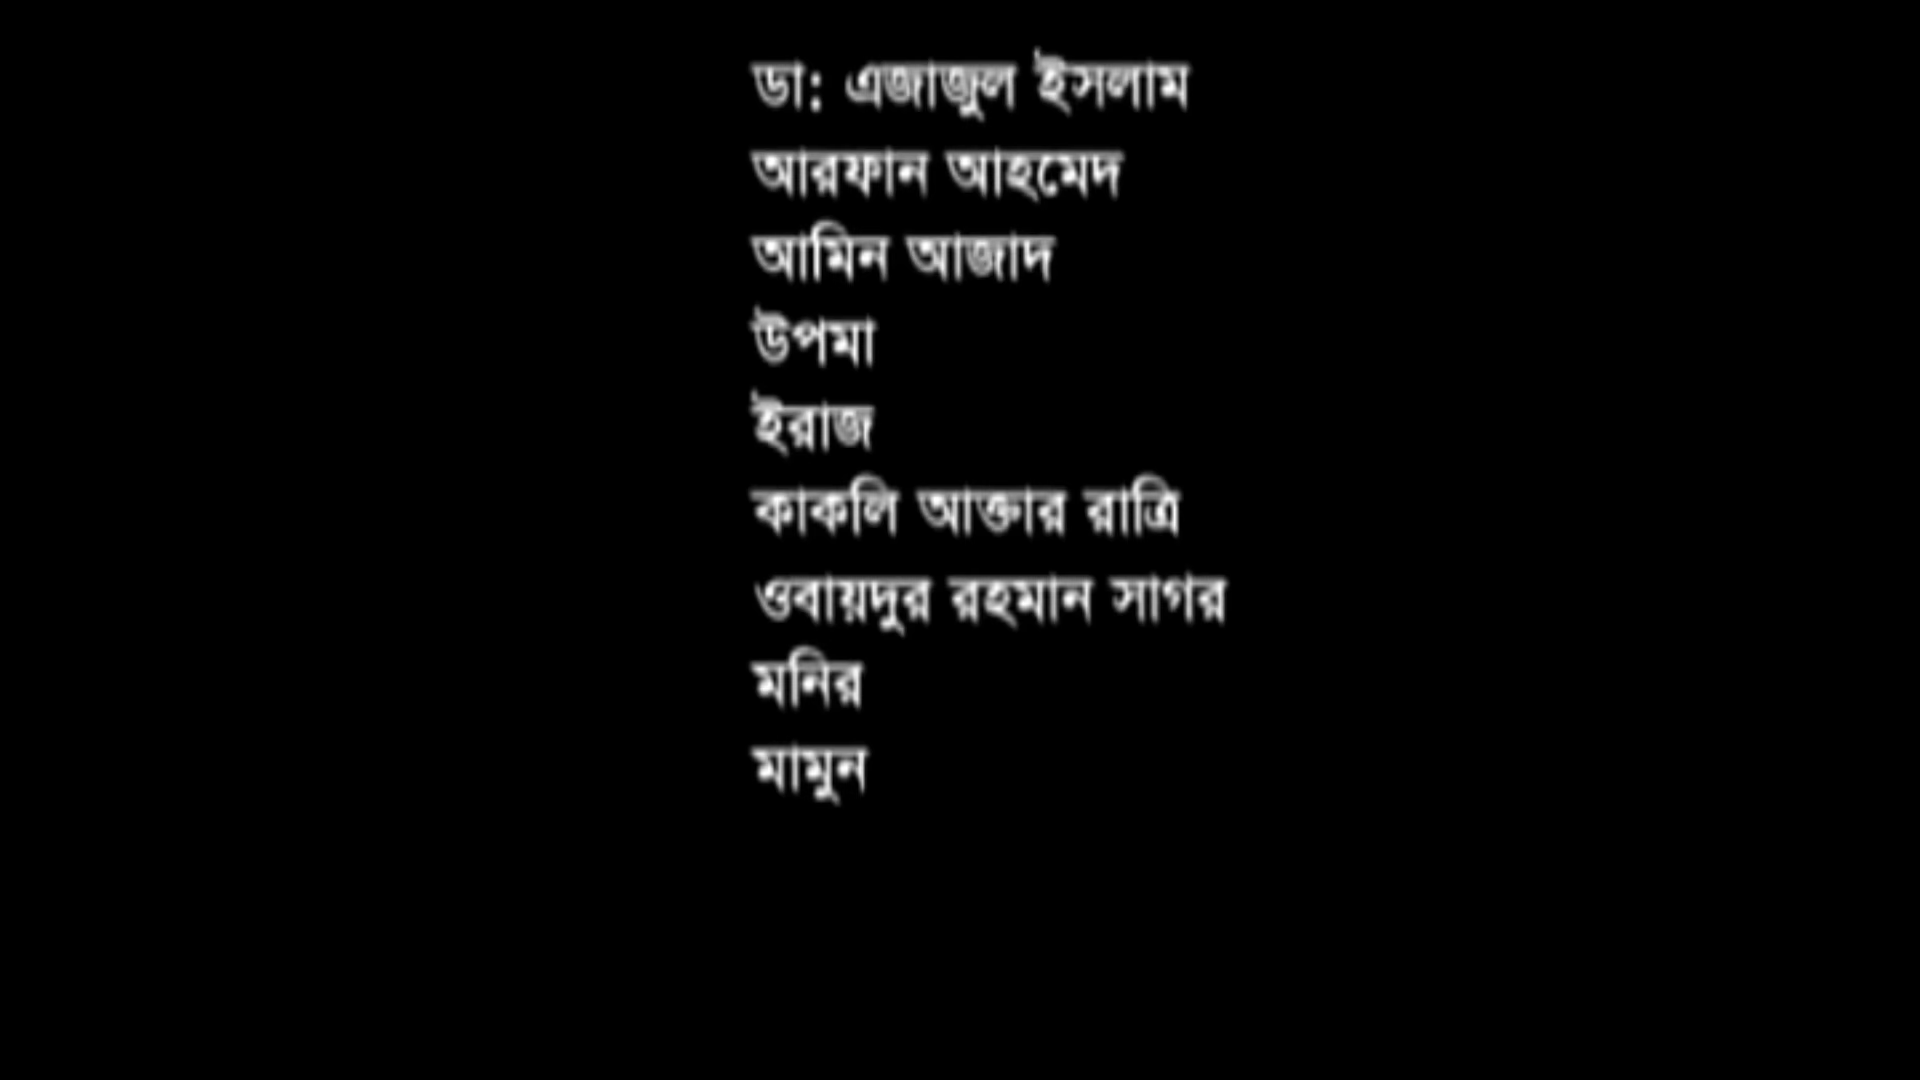 ডা: এজাজুল ইসলাম
আরফান আহমেদ
আমিন আজাদ
উপমা
ইরাজ
কাকলি আক্তার রাত্রি
ওবায়দুর রহমান সাগর
মনির
মামুন